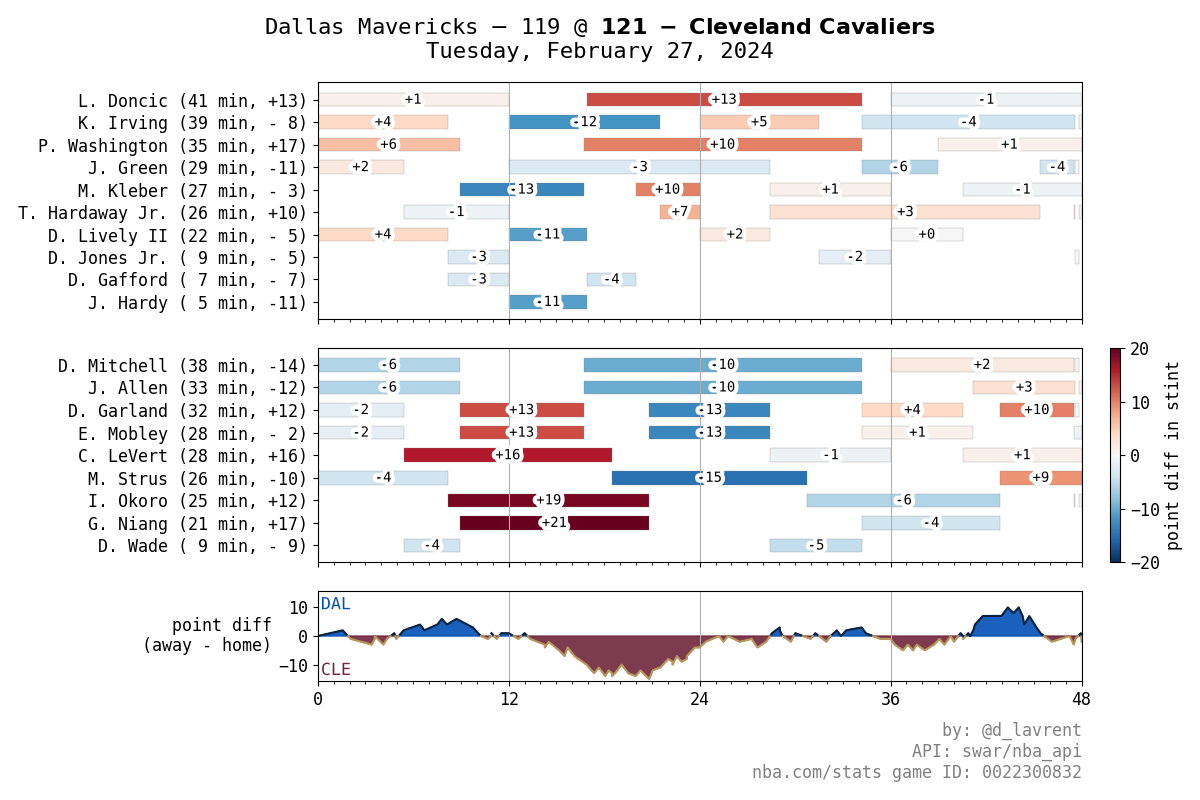 Dallas Mavericks — 119 @ 121 — Cleveland Cavaliers
Tuesday, February 27, 2024
L. Doncic (41 min, +13) +1 +13 -1
K. Irving (39 min, - 8) +4 -12 +5 -4
P. Washington (35 min, +17) +6 +10 +1
J. Green (29 min, -11) +2 -3 -6 -4
M. Kleber (27 min, - 3) -13 +10 +1 -1
T. Hardaway Jr. (26 min, +10) -1 +7 +3
D. Lively II (22 min, - 5) +4 -11 +2 +0
D. Jones Jr. ( 9 min, - 5) -3 -2
D. Gafford ( 7 min, - 7) -3 -4
J. Hardy ( 5 min, -11) -11
D. Mitchell (38 min, -14) -6 -10 +2
J. Allen (33 min, -12) -6 -10 +3
D. Garland (32 min, +12) -2 +13 -13 +4 +10
E. Mobley (28 min, - 2) -2 +13 -13 +1
C. LeVert (28 min, +16) +16 -1 +1
M. Strus (26 min, -10) -4 -15 +9
I. Okoro (25 min, +12) +19 -6
G. Niang (21 min, +17) +21 -4
D. Wade ( 9 min, - 9) -4 -5
20
10
0
−10
−20
point diff in stint
point diff
(away - home)
10
0
−10
DAL
CLE
0 12 24 36 48
by: @d_lavrent
API: swar/nba_api
nba.com/stats game ID: 0022300832